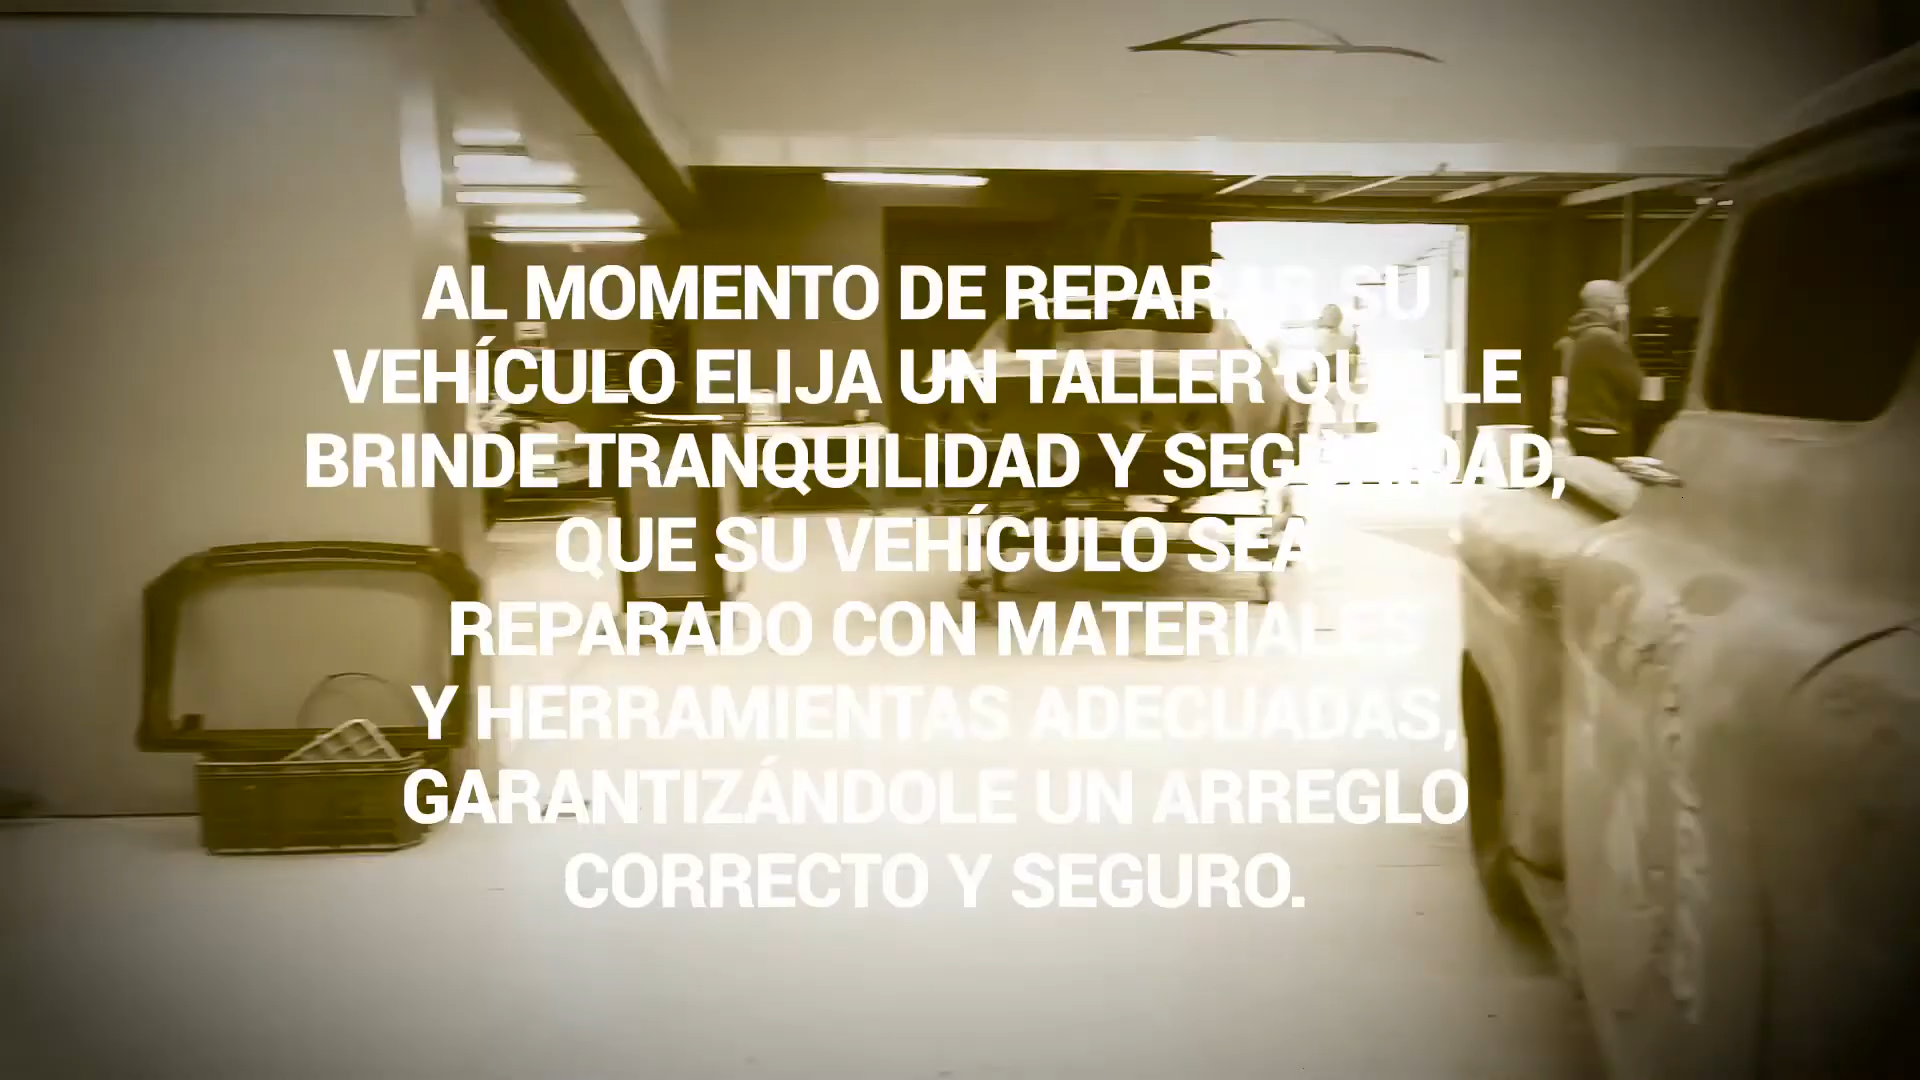 AL MOMENTO DE REPARAR SU
VEHÍCULO ELIJA UN TALLER QUE LE
BRINDE TRANQUILIDAD Y SEGURIDAD,
QUE SU VEHÍCULO SEA
REPARADO CON MATERIALES
Y HERRAMIENTAS ADECUADAS,
GARANTIZÁNDOLE UN ARREGLO
CORRECTO Y SEGURO.